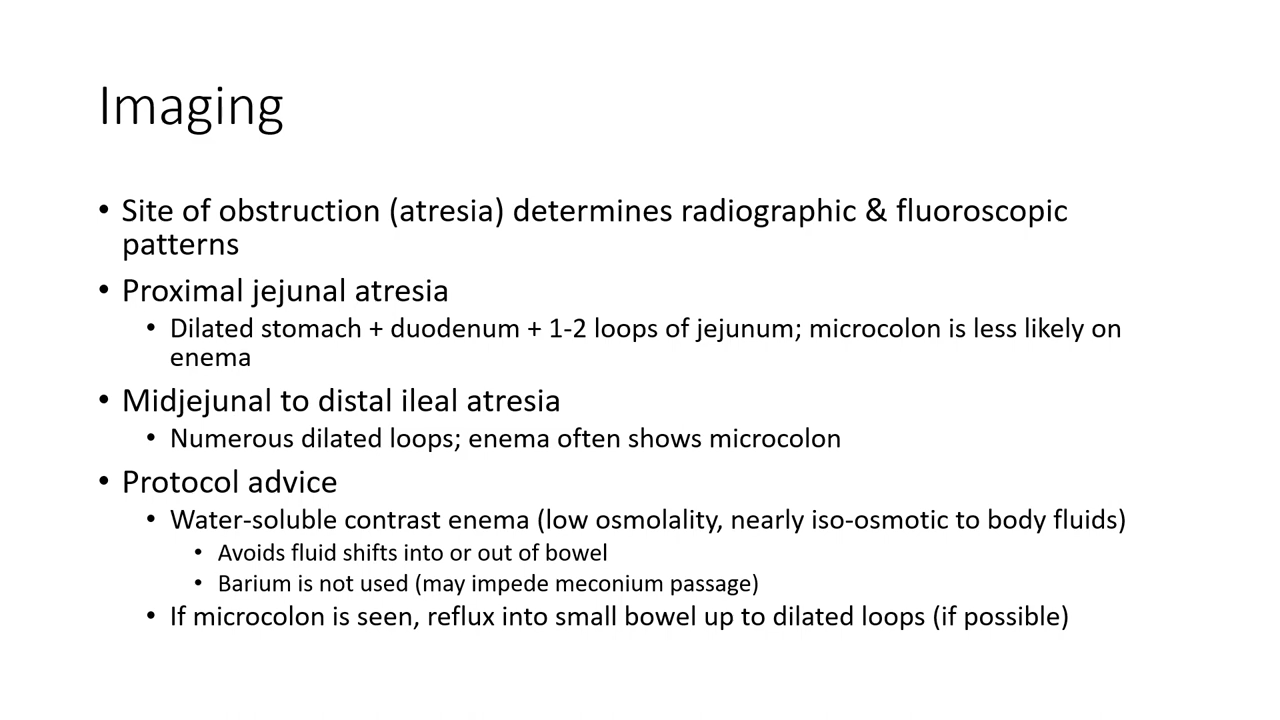 Imaging
• Site of obstruction (atresia) determines radiographic & fluoroscopic
patterns
• Proximal jejunal atresia
• Dilated stomach + duodenum + 1-2 loops of jejunum; microcolon is less likely on
enema
• Midjejunal to distal ileal atresia
• Numerous dilated loops; enema often shows microcolon
• Protocol advice
• Water-soluble contrast enema (low osmolality, nearly iso-osmotic to body fluids)
• Avoids fluid shifts into or out of bowel
• Barium is not used (may impede meconium passage)
• If microcolon is seen, reflux into small bowel up to dilated loops (if possible)